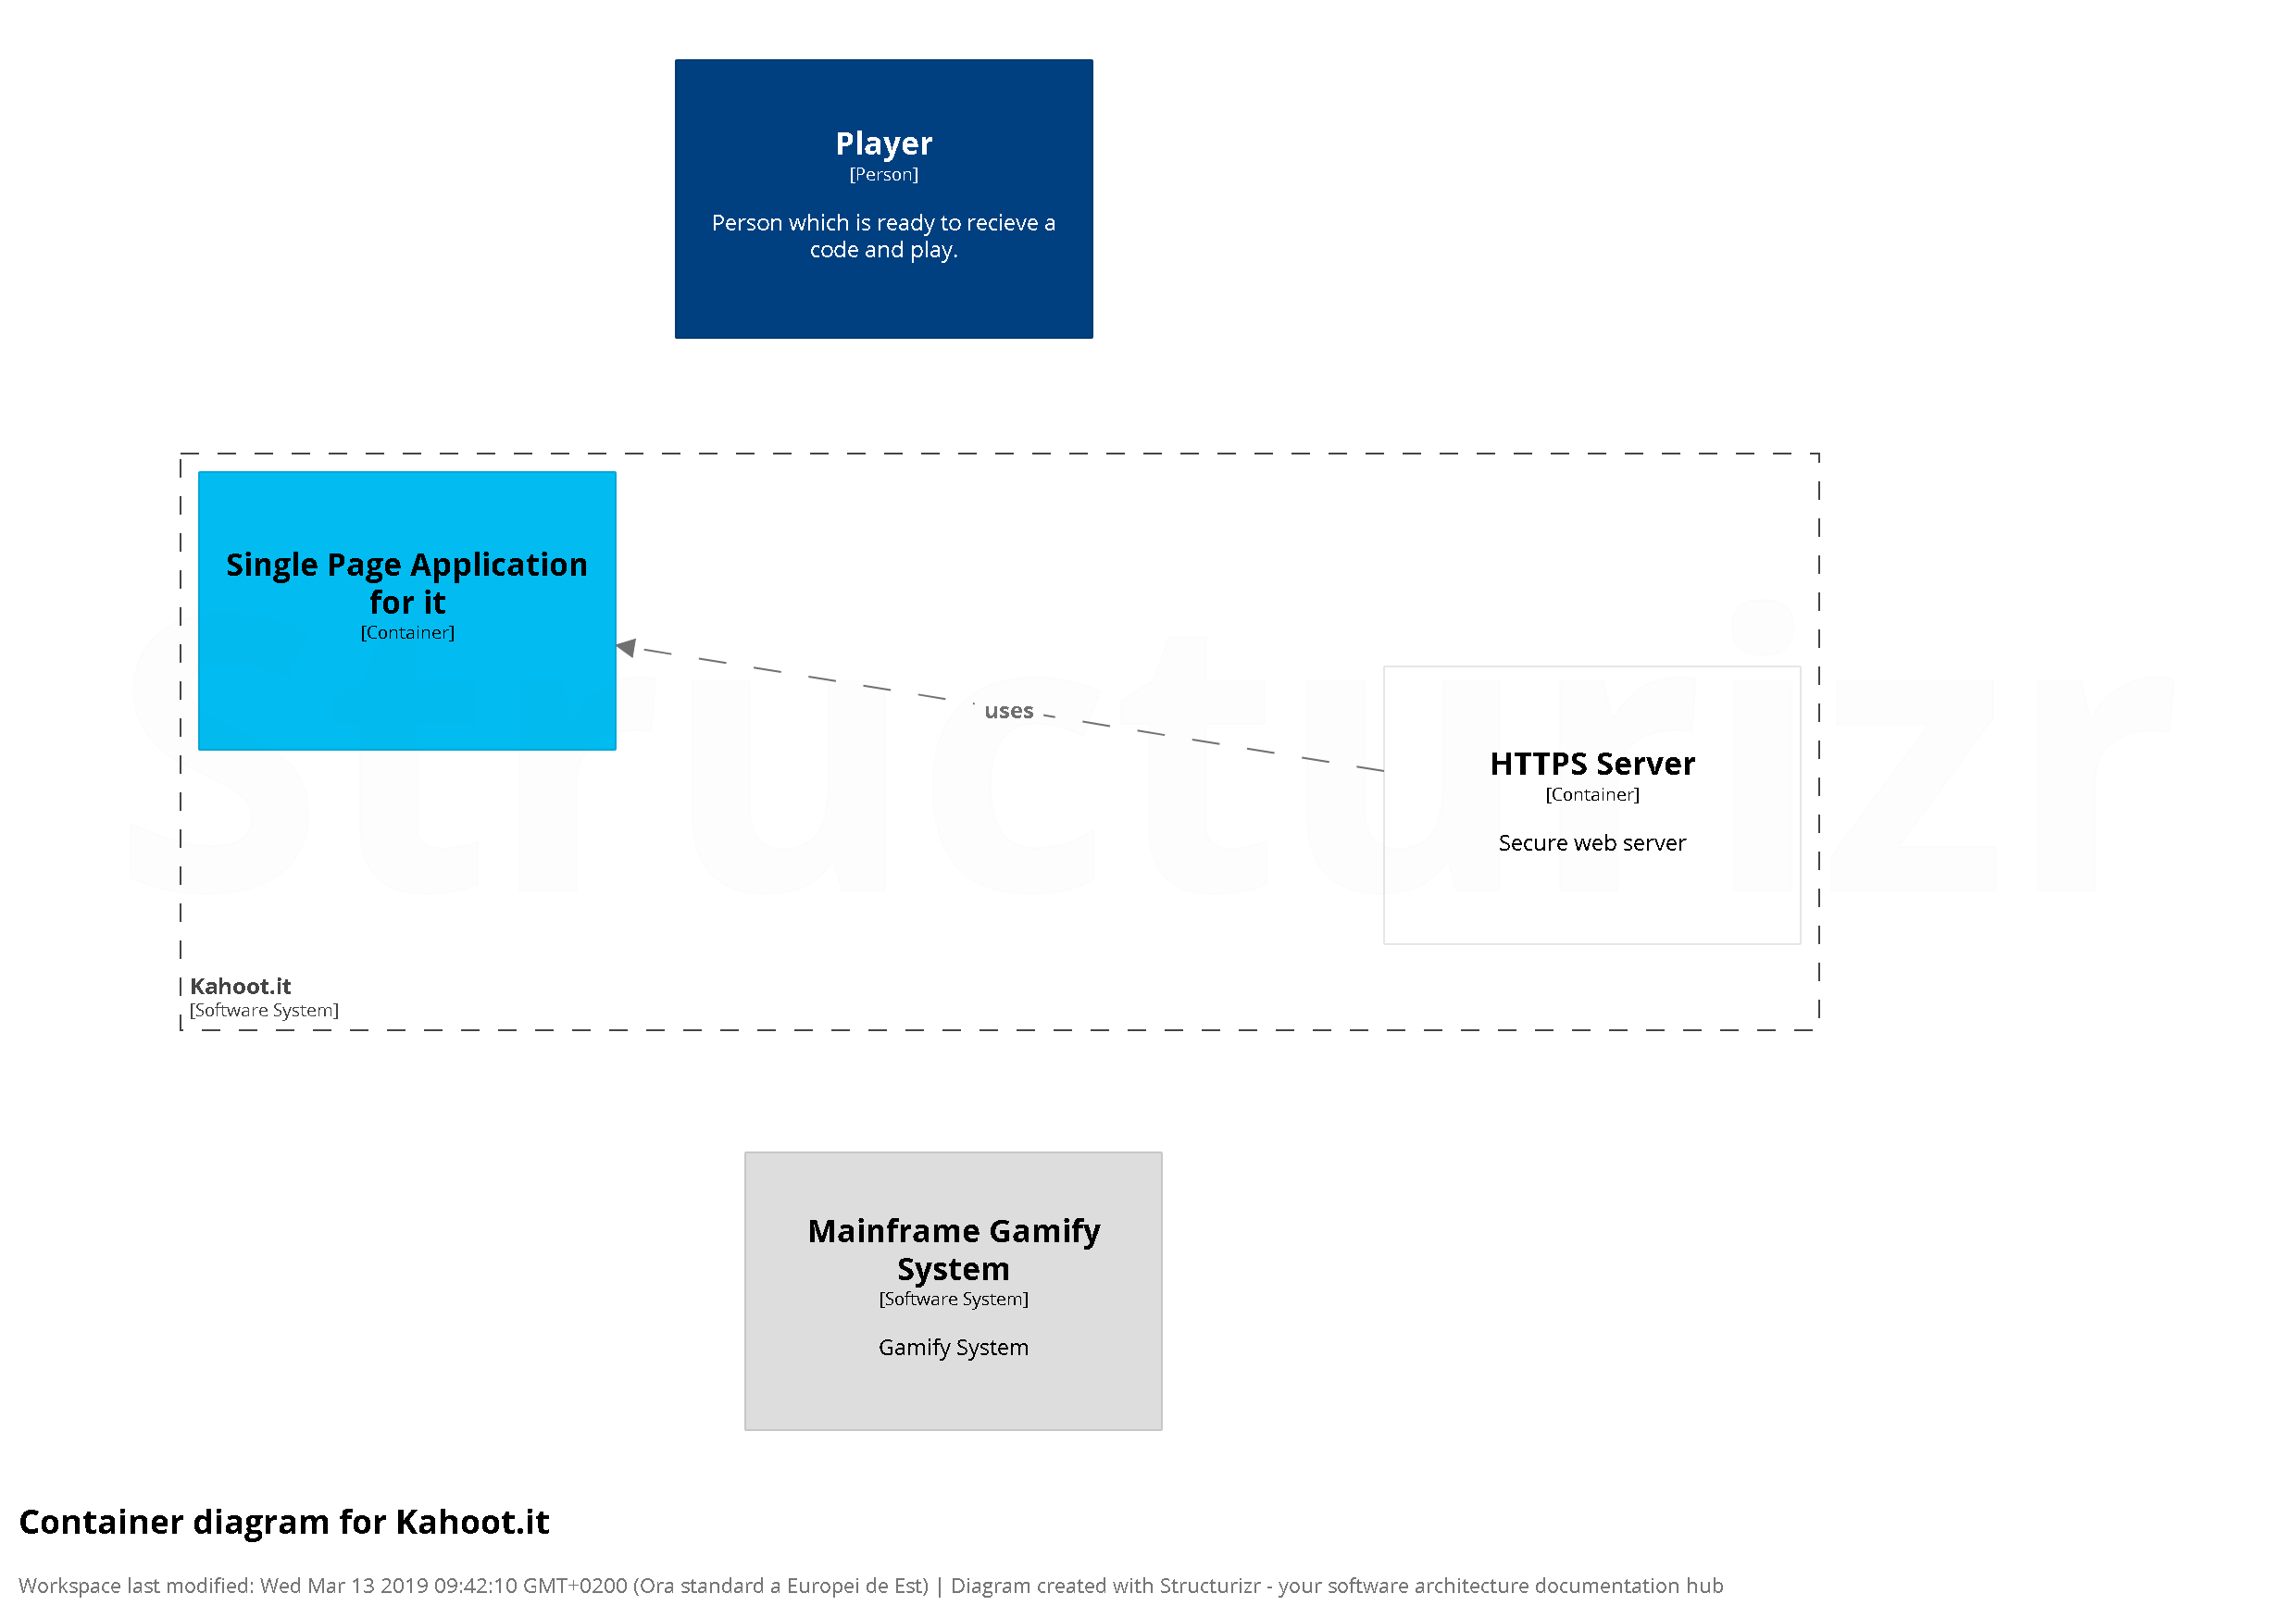 Player
[Person]
Person which is ready to recieve a
code and play.
Single Page Application
for it
[Container]
uses
HTTPS Server
[Container]
Secure web server
Kahoot.it
[Software System]
Structurizr
Mainframe Gamify
System
[Software System]
Gamify System
Container diagram for Kahoot.it
Workspace last modified: Wed Mar 13 2019 09:42:10 GMT+0200 (Ora standard a Europei de Est) | Diagram created with Structurizr - your software architecture documentation hub